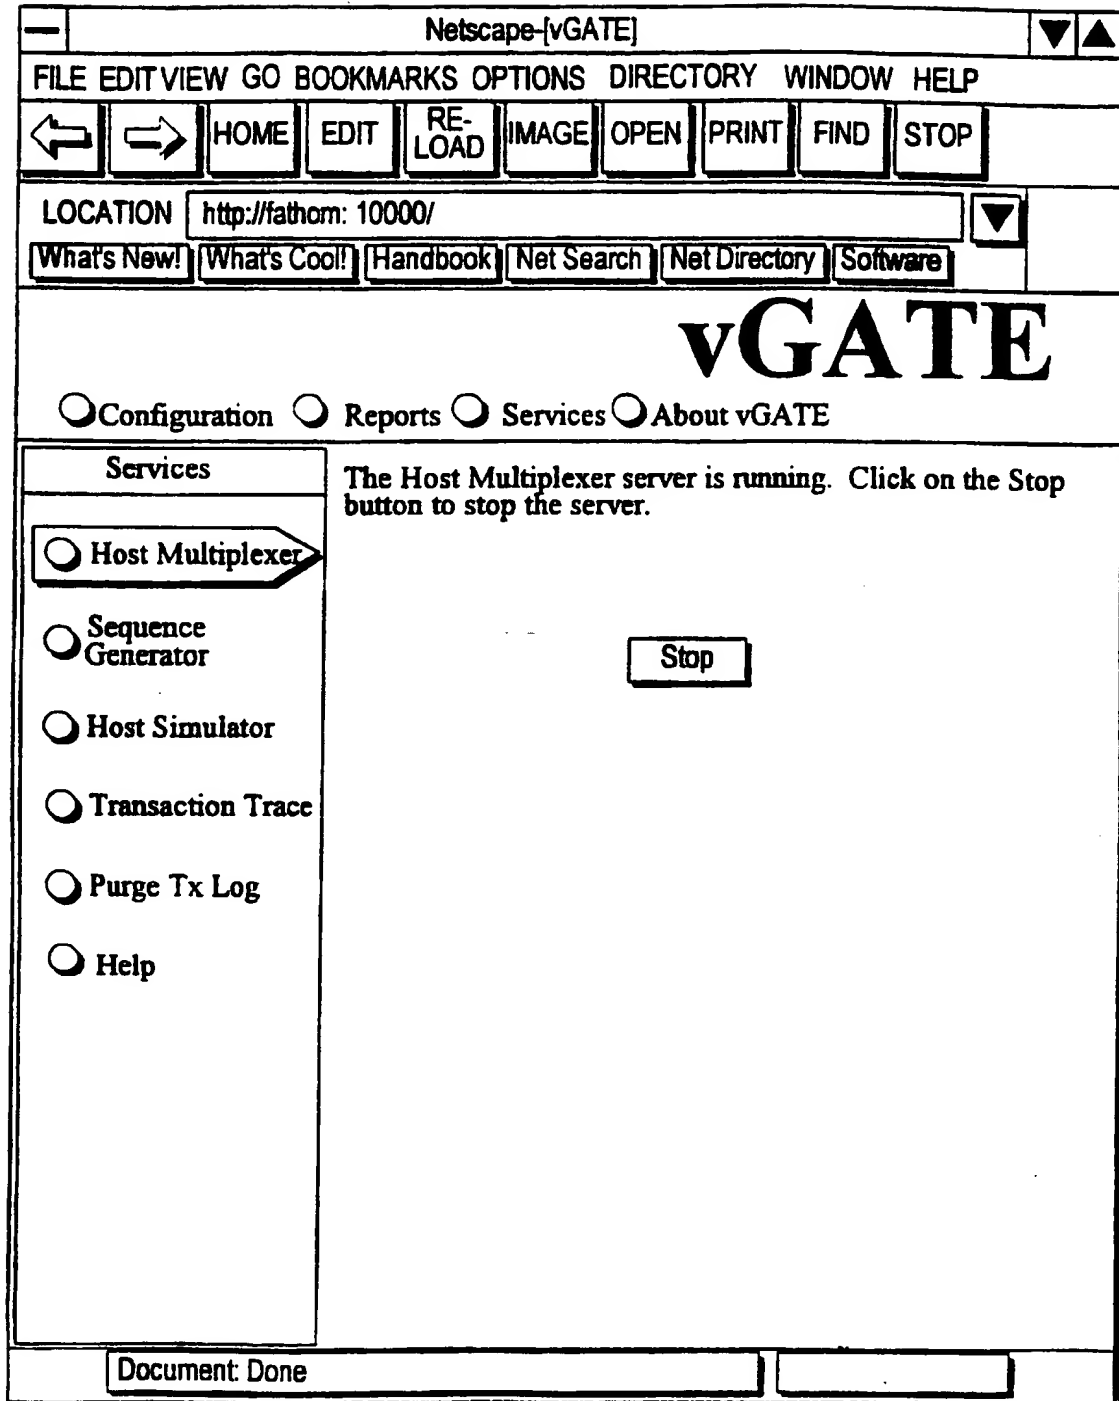 Netscape-[vGATE]
FILE EDIT VIEW GO BOOKMARKS OPTIONS DIRECTORY WINDOW HELP
HOME EDIT RE-LOAD IMAGE OPEN PRINT FIND STOP
LOCATION http://fathom: 10000/
What's New! What's Cool! Handbook Net Search Net Directory Software
vGATE
Configuration Reports Services About vGATE
Services
The Host Multiplexer server is running. Click on the Stop
button to stop the server.
Host Multiplexer
Sequence
Generator
Stop
Host Simulator
Transaction Trace
Purge Tx Log
Help
Document: Done